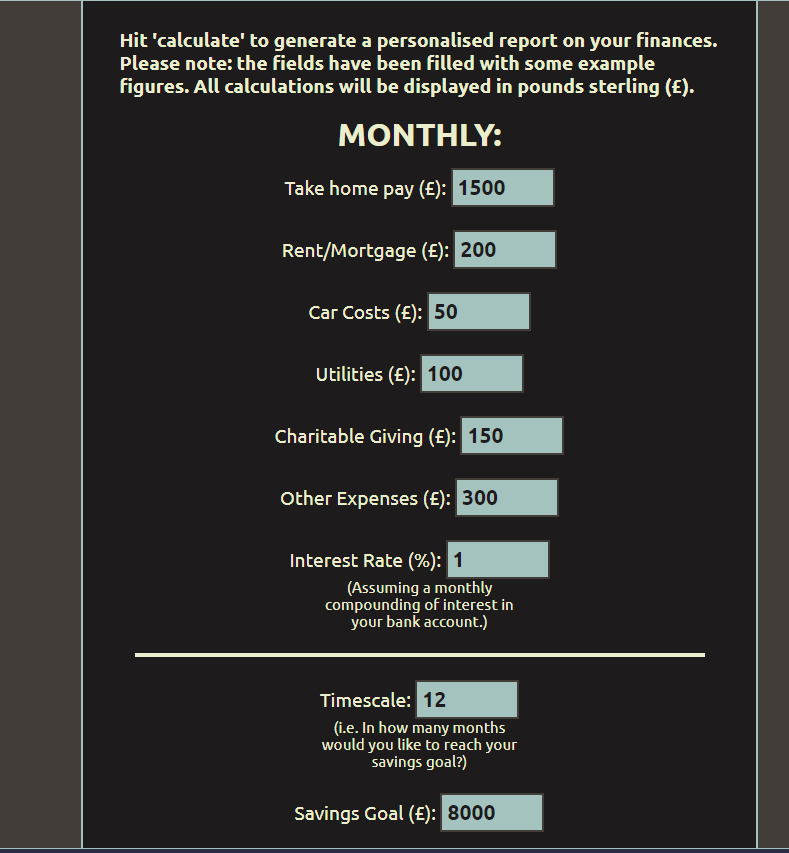 Hit 'calculate' to generate a personalised report on your finances.
Please note: the fields have been filled with some example
figures. All calculations will be displayed in pounds sterling (£).
MONTHLY:
Take home pay (£): 1500
Rent/Mortgage (£): 200
Car Costs (£): 50
Utilities (£): 100
Charitable Giving (£): 150
Other Expenses (£): 300
Interest Rate (%): 1
(Assuming a monthly
compounding of interest in
your bank account.)
Timescale: 12
(i.e. In how many months
would you like to reach your
savings goal?)
Savings Goal (£): 8000